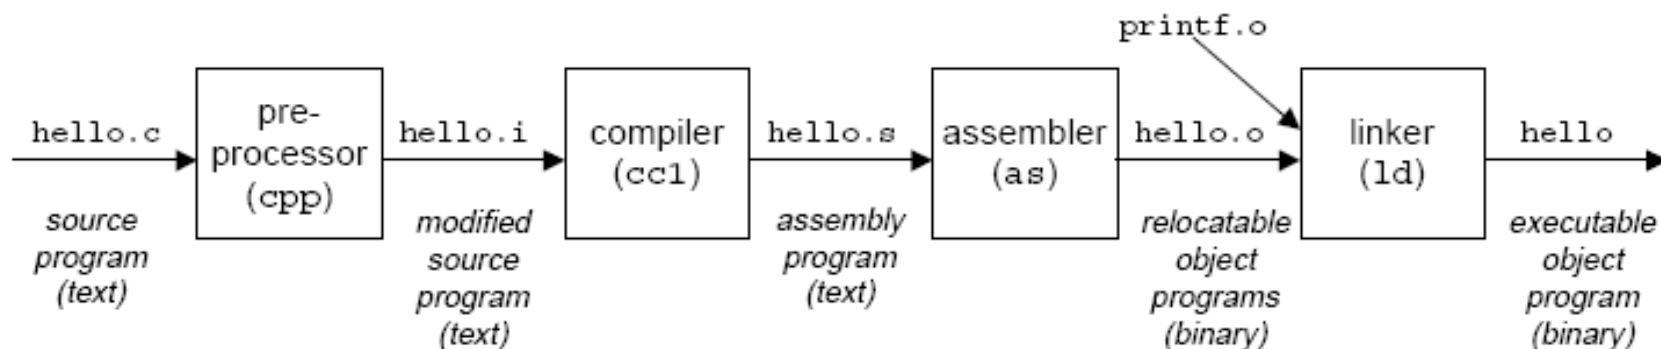 printf.o
hello.c
pre-
processor
(cpp)
hello.i
compiler
(cc1)
hello.s
assembler
(as)
hello.o
linker
(ld)
hello
source
program
(text)
modified
source
program
(text)
assembly
program
(text)
relocatable
object
programs
(binary)
executable
object
program
(binary)